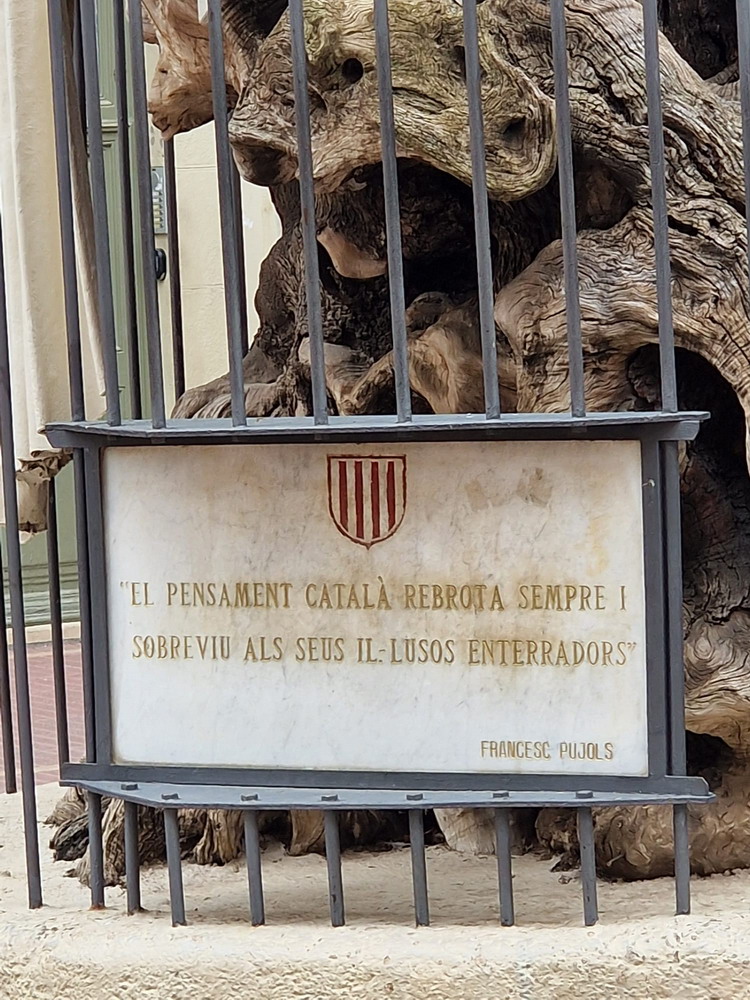 “EL PENSAMENT CATALÀ REBROTA SEMPRE I
SOBREVIU ALS SEUS IL·LUSOS ENTERRADORS”
FRANCESC PUJOLS